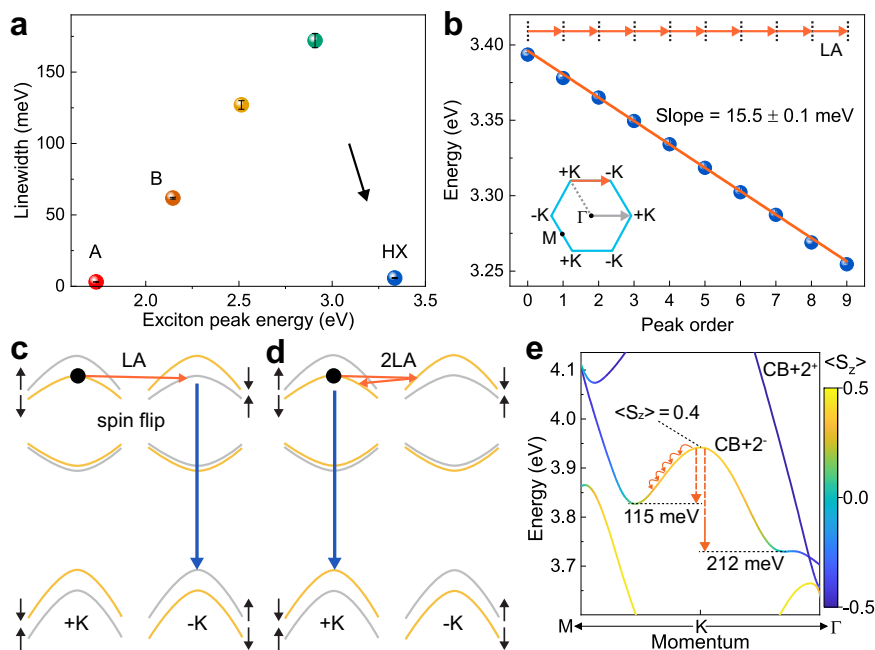 a
Linewidth (meV)
150
100
50
0
A
B
HX
2.0
2.5
3.0
3.5
Exciton peak energy (eV)
b
Energy (eV)
3.40
3.35
3.30
3.25
LA
Slope = 15.5 ± 0.1 meV
+K
-K
-K
Γ
+K
M
+K
-K
0 1 2 3 4 5 6 7 8 9
Peak order
c
LA
spin flip
+K
-K
d
2LA
+K
-K
e
Energy (eV)
4.1
4.0
3.9
3.8
3.7
<Sz> = 0.4
CB+2⁺
CB+2⁻
115 meV
212 meV
M
K
Γ
Momentum
<Sz>
0.5
0.0
-0.5